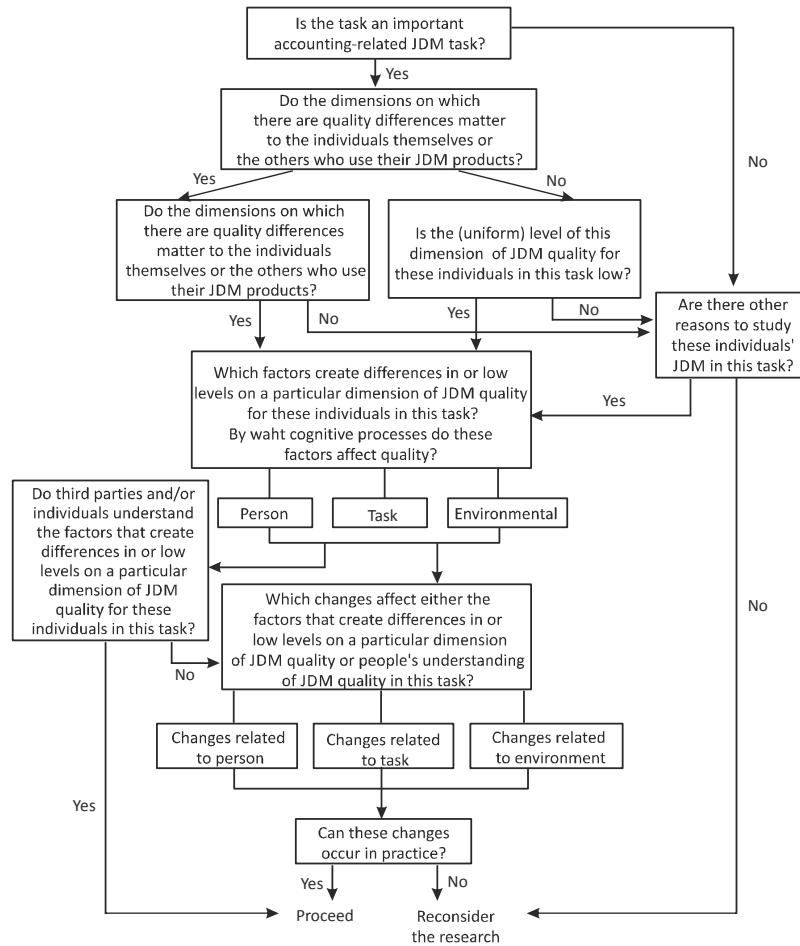 Is the task an important
accounting-related JDM task?
Yes
No
Do the dimensions on which
there are quality differences matter
to the individuals themselves or
the others who use their JDM products?
Yes
No
Do the dimensions on which
there are quality differences
matter to the individuals
themselves or the others who use
their JDM products?
Is the (uniform) level of this
dimension of JDM quality for
these individuals in this task low?
Are there other
reasons to study
these individuals'
JDM in this task?
Yes
No
Yes
No
Yes
No
Which factors create differences in or low
levels on a particular dimension of JDM quality
for these individuals in this task?
By waht cognitive processes do these
factors affect quality?
Person
Task
Environmental
Do third parties and/or
individuals understand
the factors that create
differences in or low
levels on a particular
dimension of JDM
quality for these
individuals in this task?
Yes
No
Which changes affect either the
factors that create differences in or
low levels on a particular dimension
of JDM quality or people's understanding
of JDM quality in this task?
Changes related
to person
Changes related
to task
Changes related
to environment
Can these changes
occur in practice?
Yes
No
Proceed
Reconsider
the research